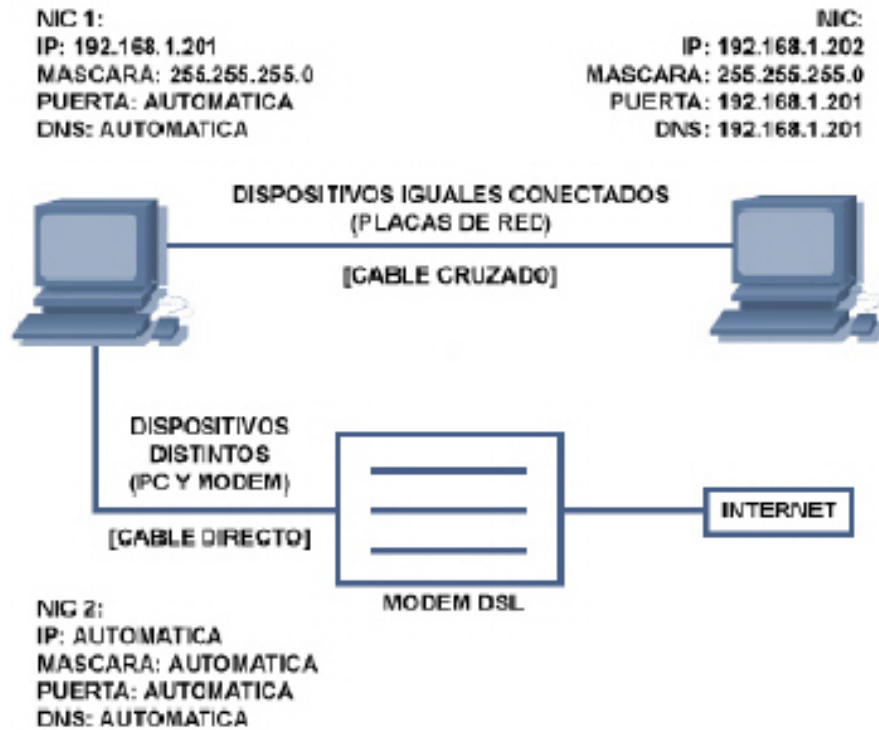 NIC 1:
IP: 192.168.1.201
MASCARA: 255.255.255.0
PUERTA: AUTOMATICA
DNS: AUTOMATICA
NIC:
IP: 192.168.1.202
MASCARA: 255.255.255.0
PUERTA: 192.168.1.201
DNS: 192.168.1.201
DISPOSITIVOS IGUALES CONECTADOS
(PLACAS DE RED)
[CABLE CRUZADO]
DISPOSITIVOS
DISTINTOS
(PC Y MODEM)
[CABLE DIRECTO]
MODEM DSL
INTERNET
NIC 2:
IP: AUTOMATICA
MASCARA: AUTOMATICA
PUERTA: AUTOMATICA
DNS: AUTOMATICA